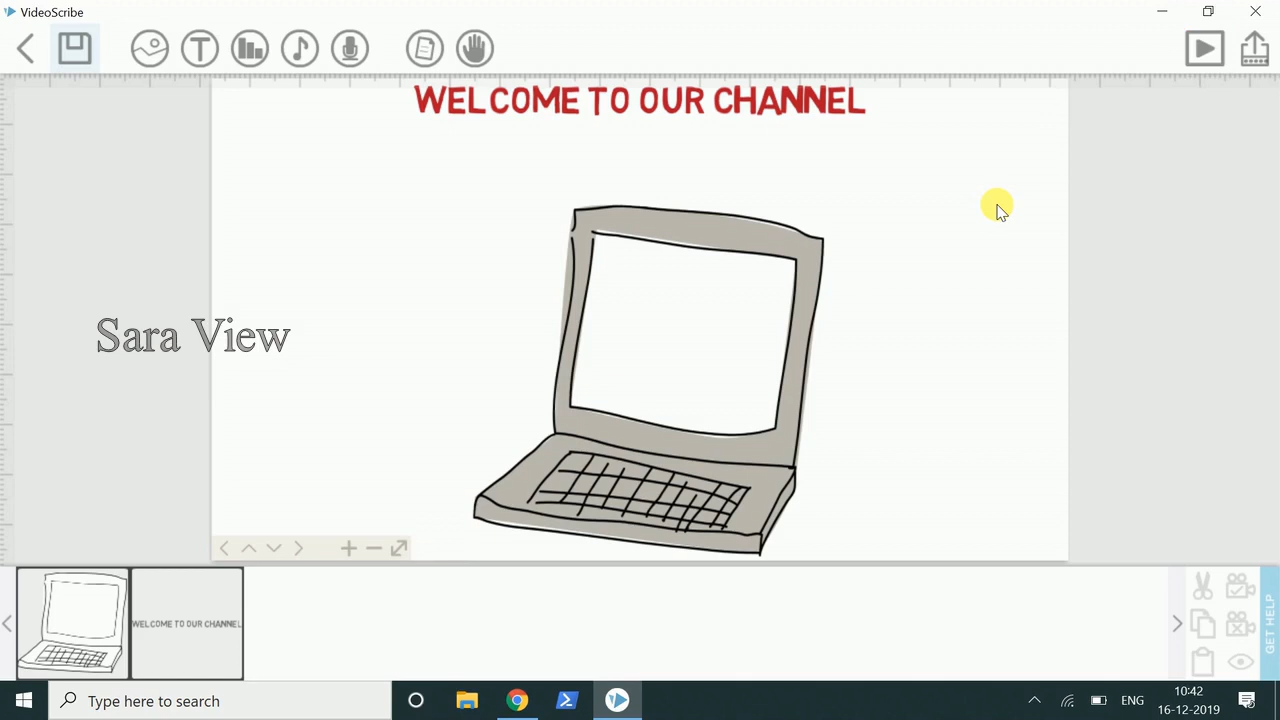 VideoScribe
WELCOME TO OUR CHANNEL
Sara View
WELCOME TO OUR CHANNEL
GET HELP
Type here to search
ENG
10:42
16-12-2019